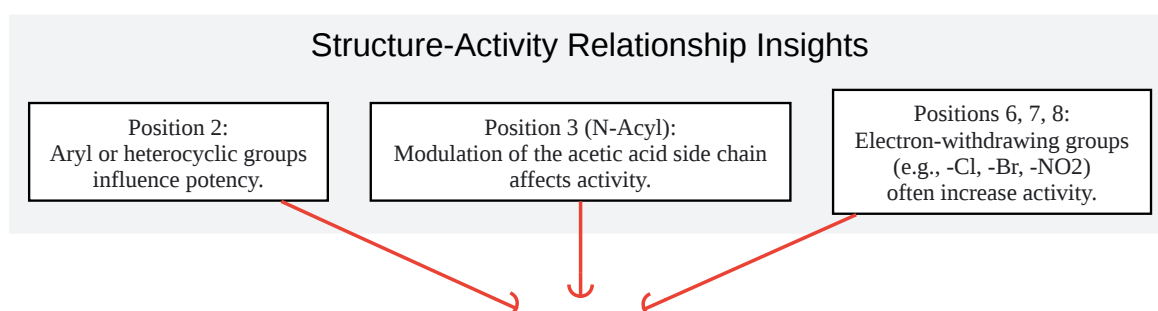 Structure-Activity Relationship Insights
Position 2:
Aryl or heterocyclic groups
influence potency.
Position 3 (N-Acyl):
Modulation of the acetic acid side chain
affects activity.
Positions 6, 7, 8:
Electron-withdrawing groups
(e.g., -Cl, -Br, -NO2)
often increase activity.